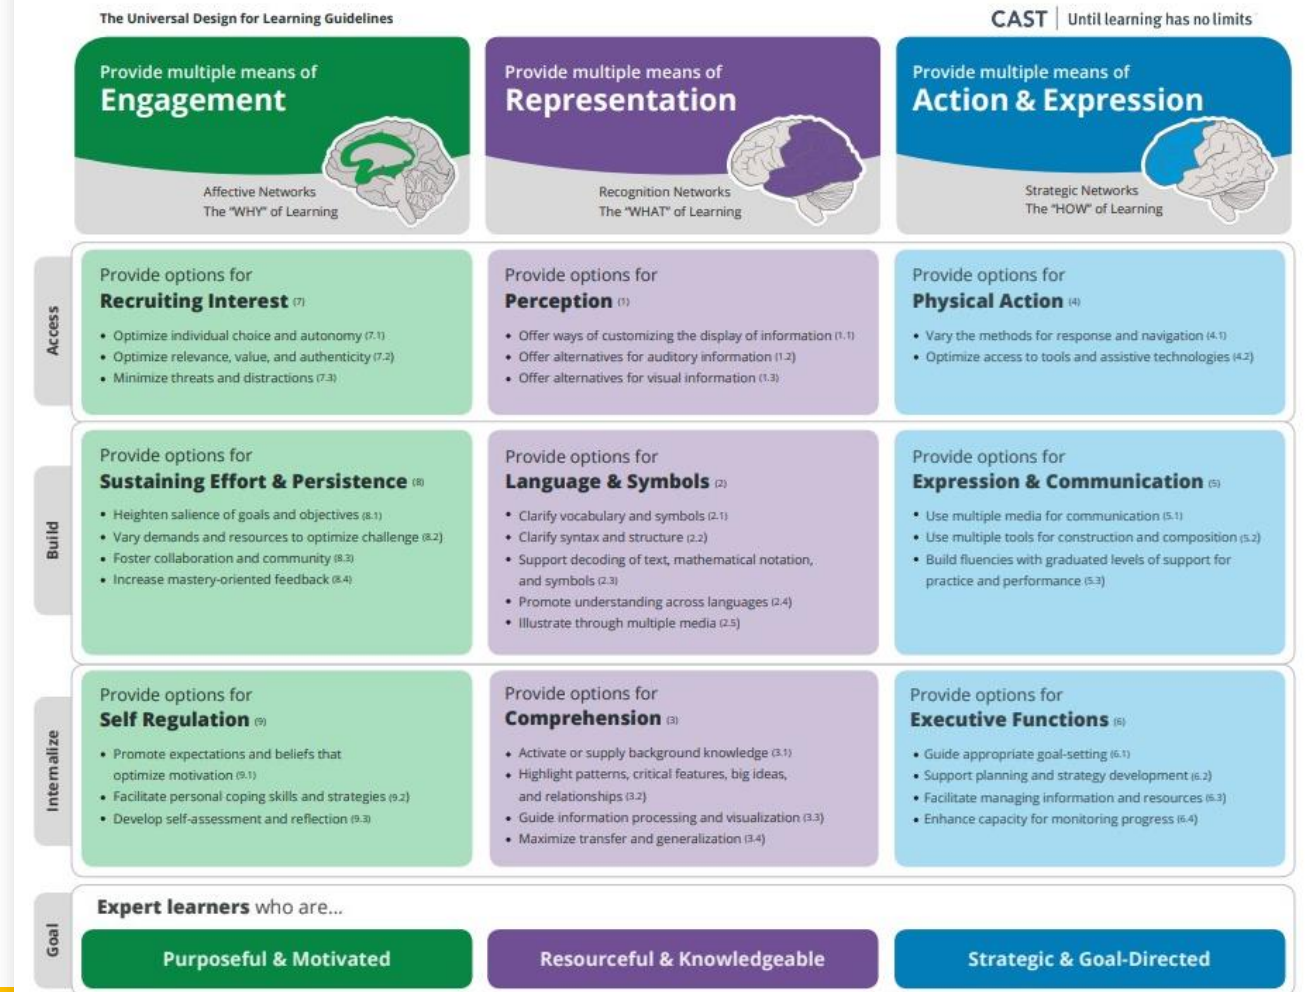 The Universal Design for Learning Guidelines
CAST | Until learning has no limits
Provide multiple means of
Engagement
Affective Networks
The "WHY" of Learning
Provide multiple means of
Representation
Recognition Networks
The "WHAT" of Learning
Provide multiple means of
Action & Expression
Strategic Networks
The "HOW" of Learning
Access
Provide options for
Recruiting Interest (7)
• Optimize individual choice and autonomy (7.1)
• Optimize relevance, value, and authenticity (7.2)
• Minimize threats and distractions (7.3)
Provide options for
Perception (1)
• Offer ways of customizing the display of information (1.1)
• Offer alternatives for auditory information (1.2)
• Offer alternatives for visual information (1.3)
Provide options for
Physical Action (4)
• Vary the methods for response and navigation (4.1)
• Optimize access to tools and assistive technologies (4.2)
Build
Provide options for
Sustaining Effort & Persistence (8)
• Heighten salience of goals and objectives (8.1)
• Vary demands and resources to optimize challenge (8.2)
• Foster collaboration and community (8.3)
• Increase mastery-oriented feedback (8.4)
Provide options for
Language & Symbols (2)
• Clarify vocabulary and symbols (2.1)
• Clarify syntax and structure (2.2)
• Support decoding of text, mathematical notation,
and symbols (2.3)
• Promote understanding across languages (2.4)
• Illustrate through multiple media (2.5)
Provide options for
Expression & Communication (5)
• Use multiple media for communication (5.1)
• Use multiple tools for construction and composition (5.2)
• Build fluencies with graduated levels of support for
practice and performance (5.3)
Internalize
Provide options for
Self Regulation (9)
• Promote expectations and beliefs that
optimize motivation (9.1)
• Facilitate personal coping skills and strategies (9.2)
• Develop self-assessment and reflection (9.3)
Provide options for
Comprehension (3)
• Activate or supply background knowledge (3.1)
• Highlight patterns, critical features, big ideas,
and relationships (3.2)
• Guide information processing and visualization (3.3)
• Maximize transfer and generalization (3.4)
Provide options for
Executive Functions (6)
• Guide appropriate goal-setting (6.1)
• Support planning and strategy development (6.2)
• Facilitate managing information and resources (6.3)
• Enhance capacity for monitoring progress (6.4)
Goal
Expert learners who are...
Purposeful & Motivated
Resourceful & Knowledgeable
Strategic & Goal-Directed